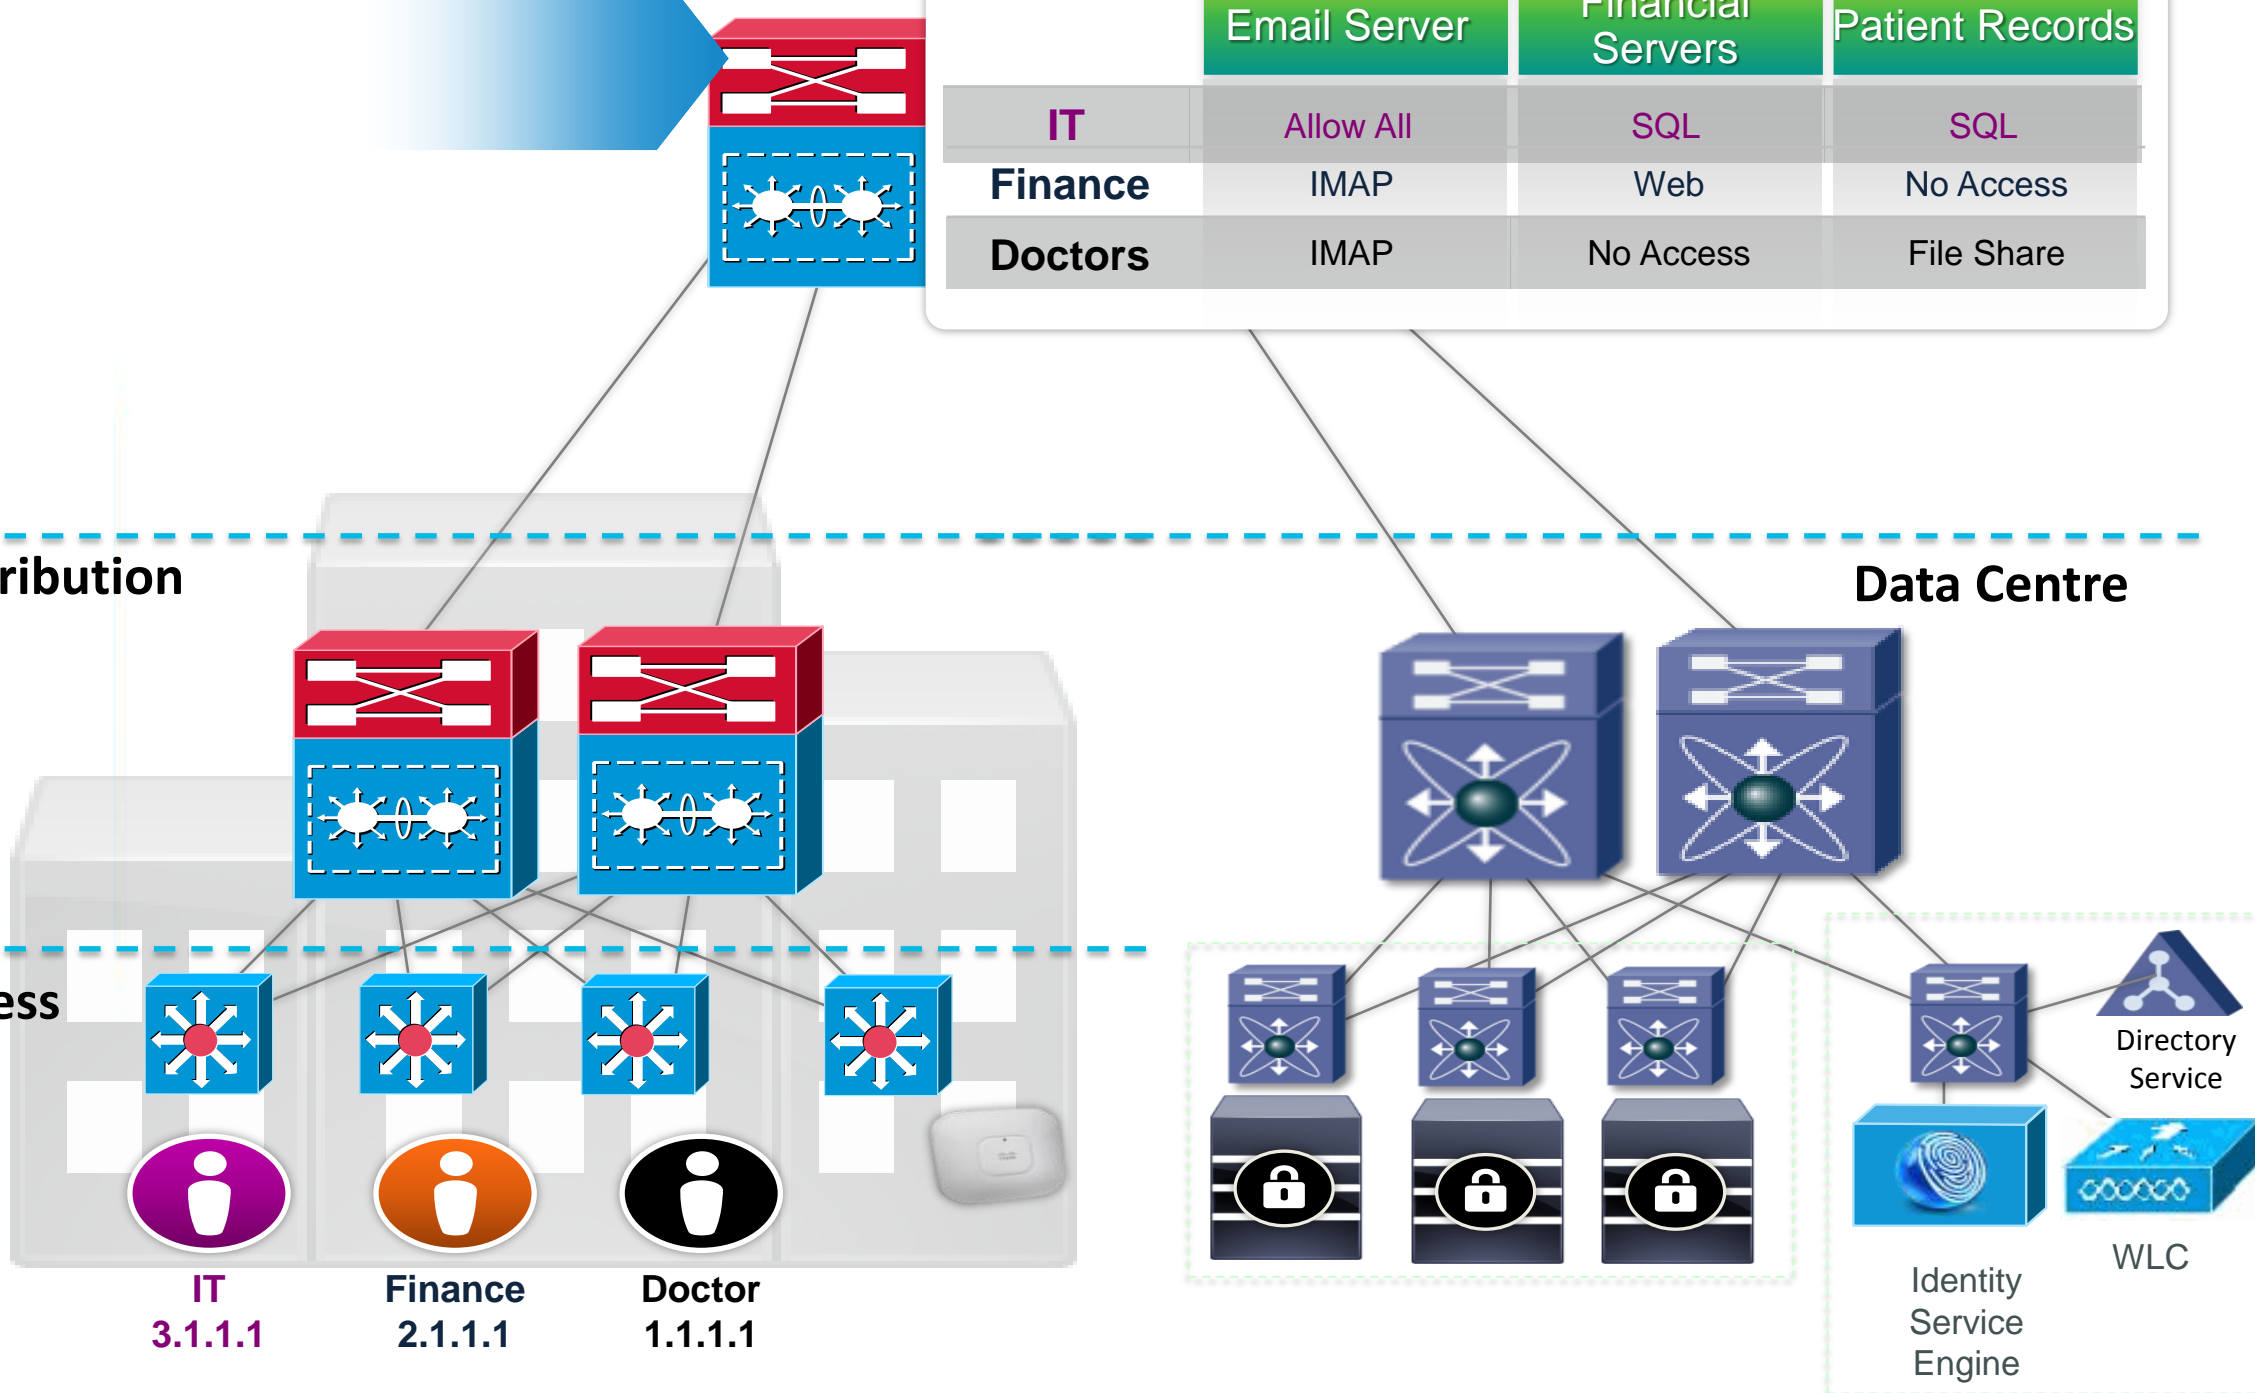 Email Server
Financial
Servers
Patient Records
IT Allow All SQL SQL
Finance IMAP Web No Access
Doctors IMAP No Access File Share
ribution
Data Centre
ess
Directory
Service
IT
3.1.1.1
Finance
2.1.1.1
Doctor
1.1.1.1
WLC
Identity
Service
Engine